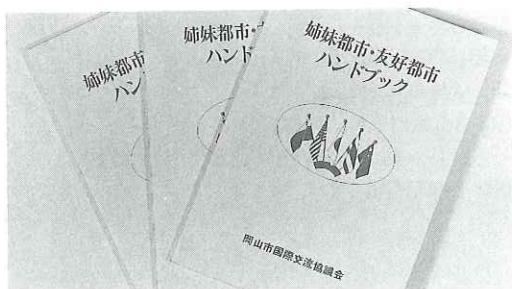 姉妹都市
ハン
姉妹都市・
ハンド
姉妹都市・友好都市
ハンドブック
岡山市国際交流協議会